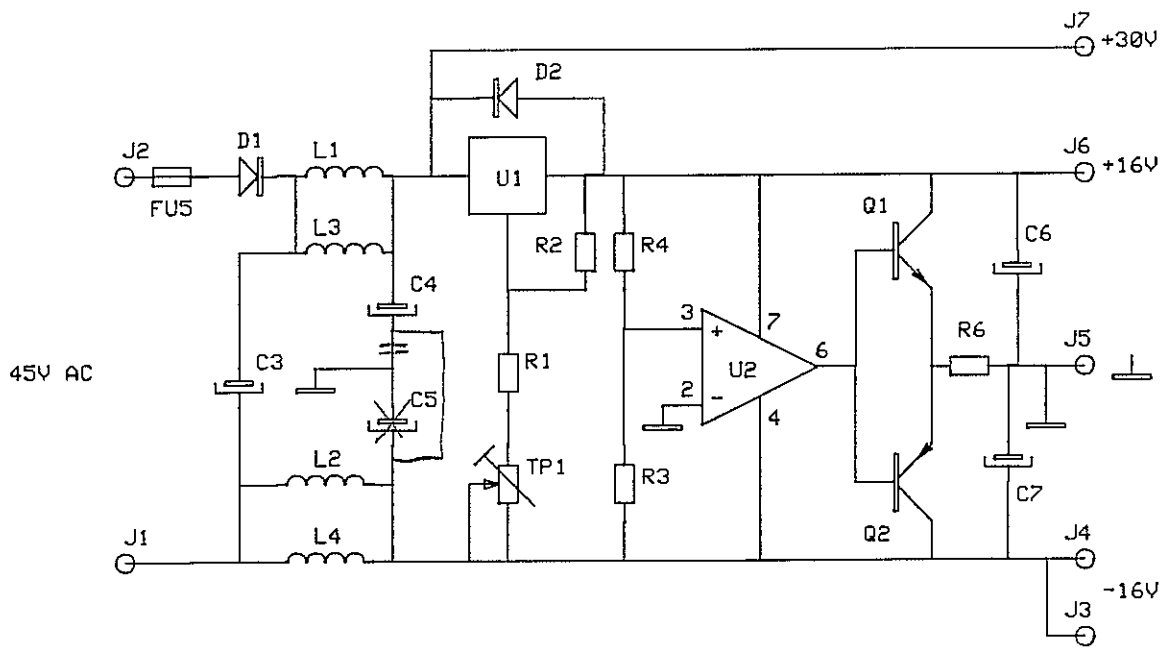 J7
+30V
D2
J2
D1
L1
U1
J6
+16V
FU5
Q1
L3
R2
R4
C6
C4
3
+
7
R6
J5
45V AC
C3
R1
U2
6
2
-
4
C5
L2
TP1
R3
C7
Q2
J1
L4
J4
-16V
J3